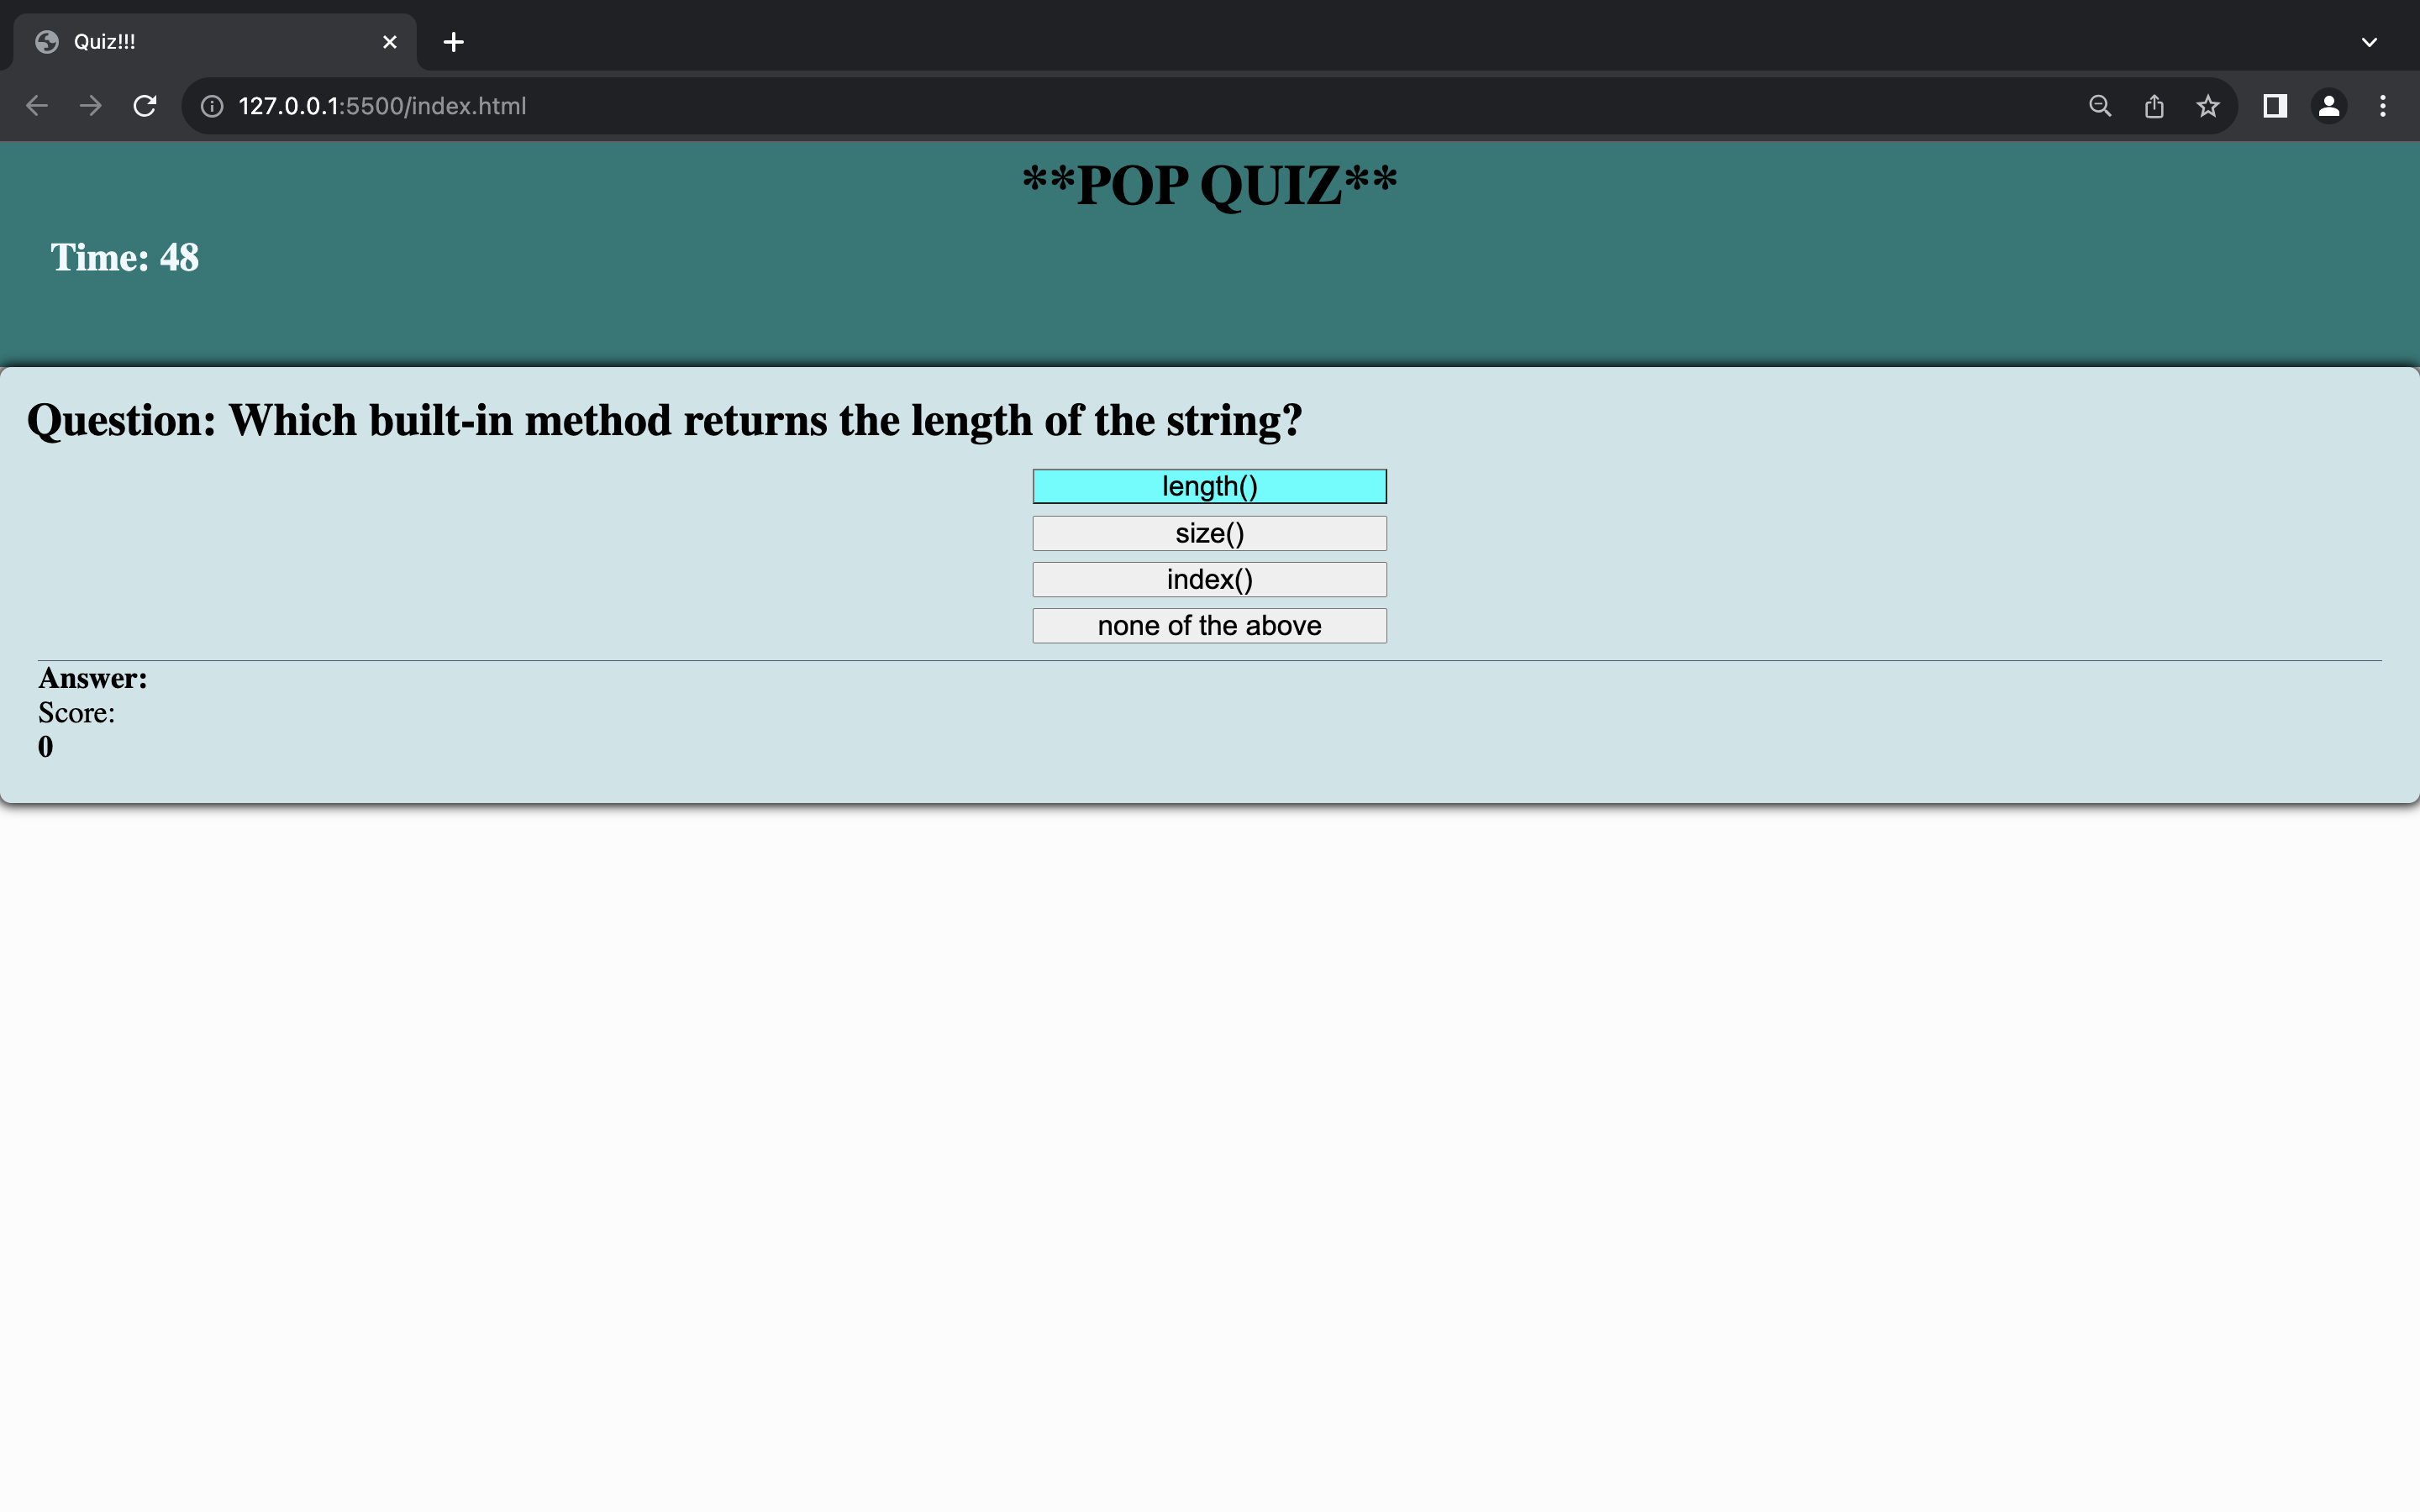 Quiz!!!
127.0.0.1:5500/index.html
**POP QUIZ**
Time: 48
Question: Which built-in method returns the length of the string?
length()
size()
index()
none of the above
Answer:
Score:
0